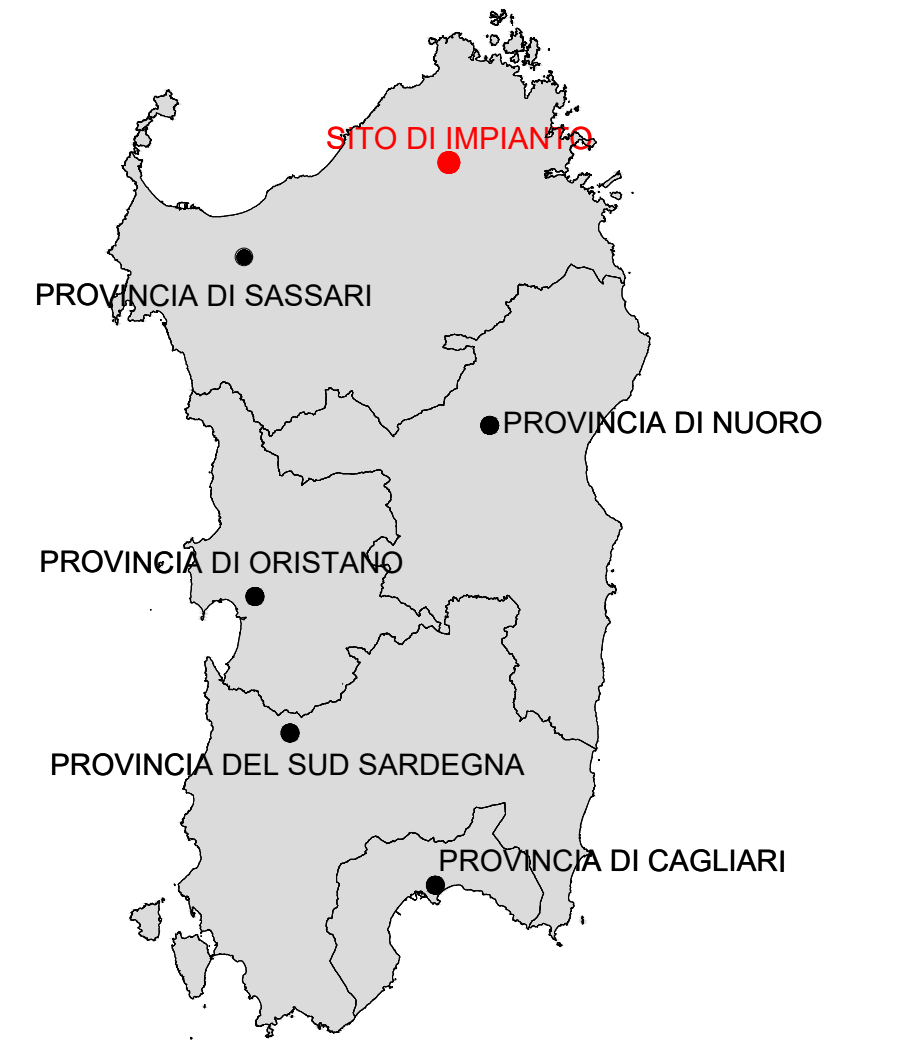 SITO DI IMPIANTO
PROVINCIA DI SASSARI
PROVINCIA DI NUORO
PROVINCIA DI ORISTANO
PROVINCIA DEL SUD SARDEGNA
PROVINCIA DI CAGLIARI